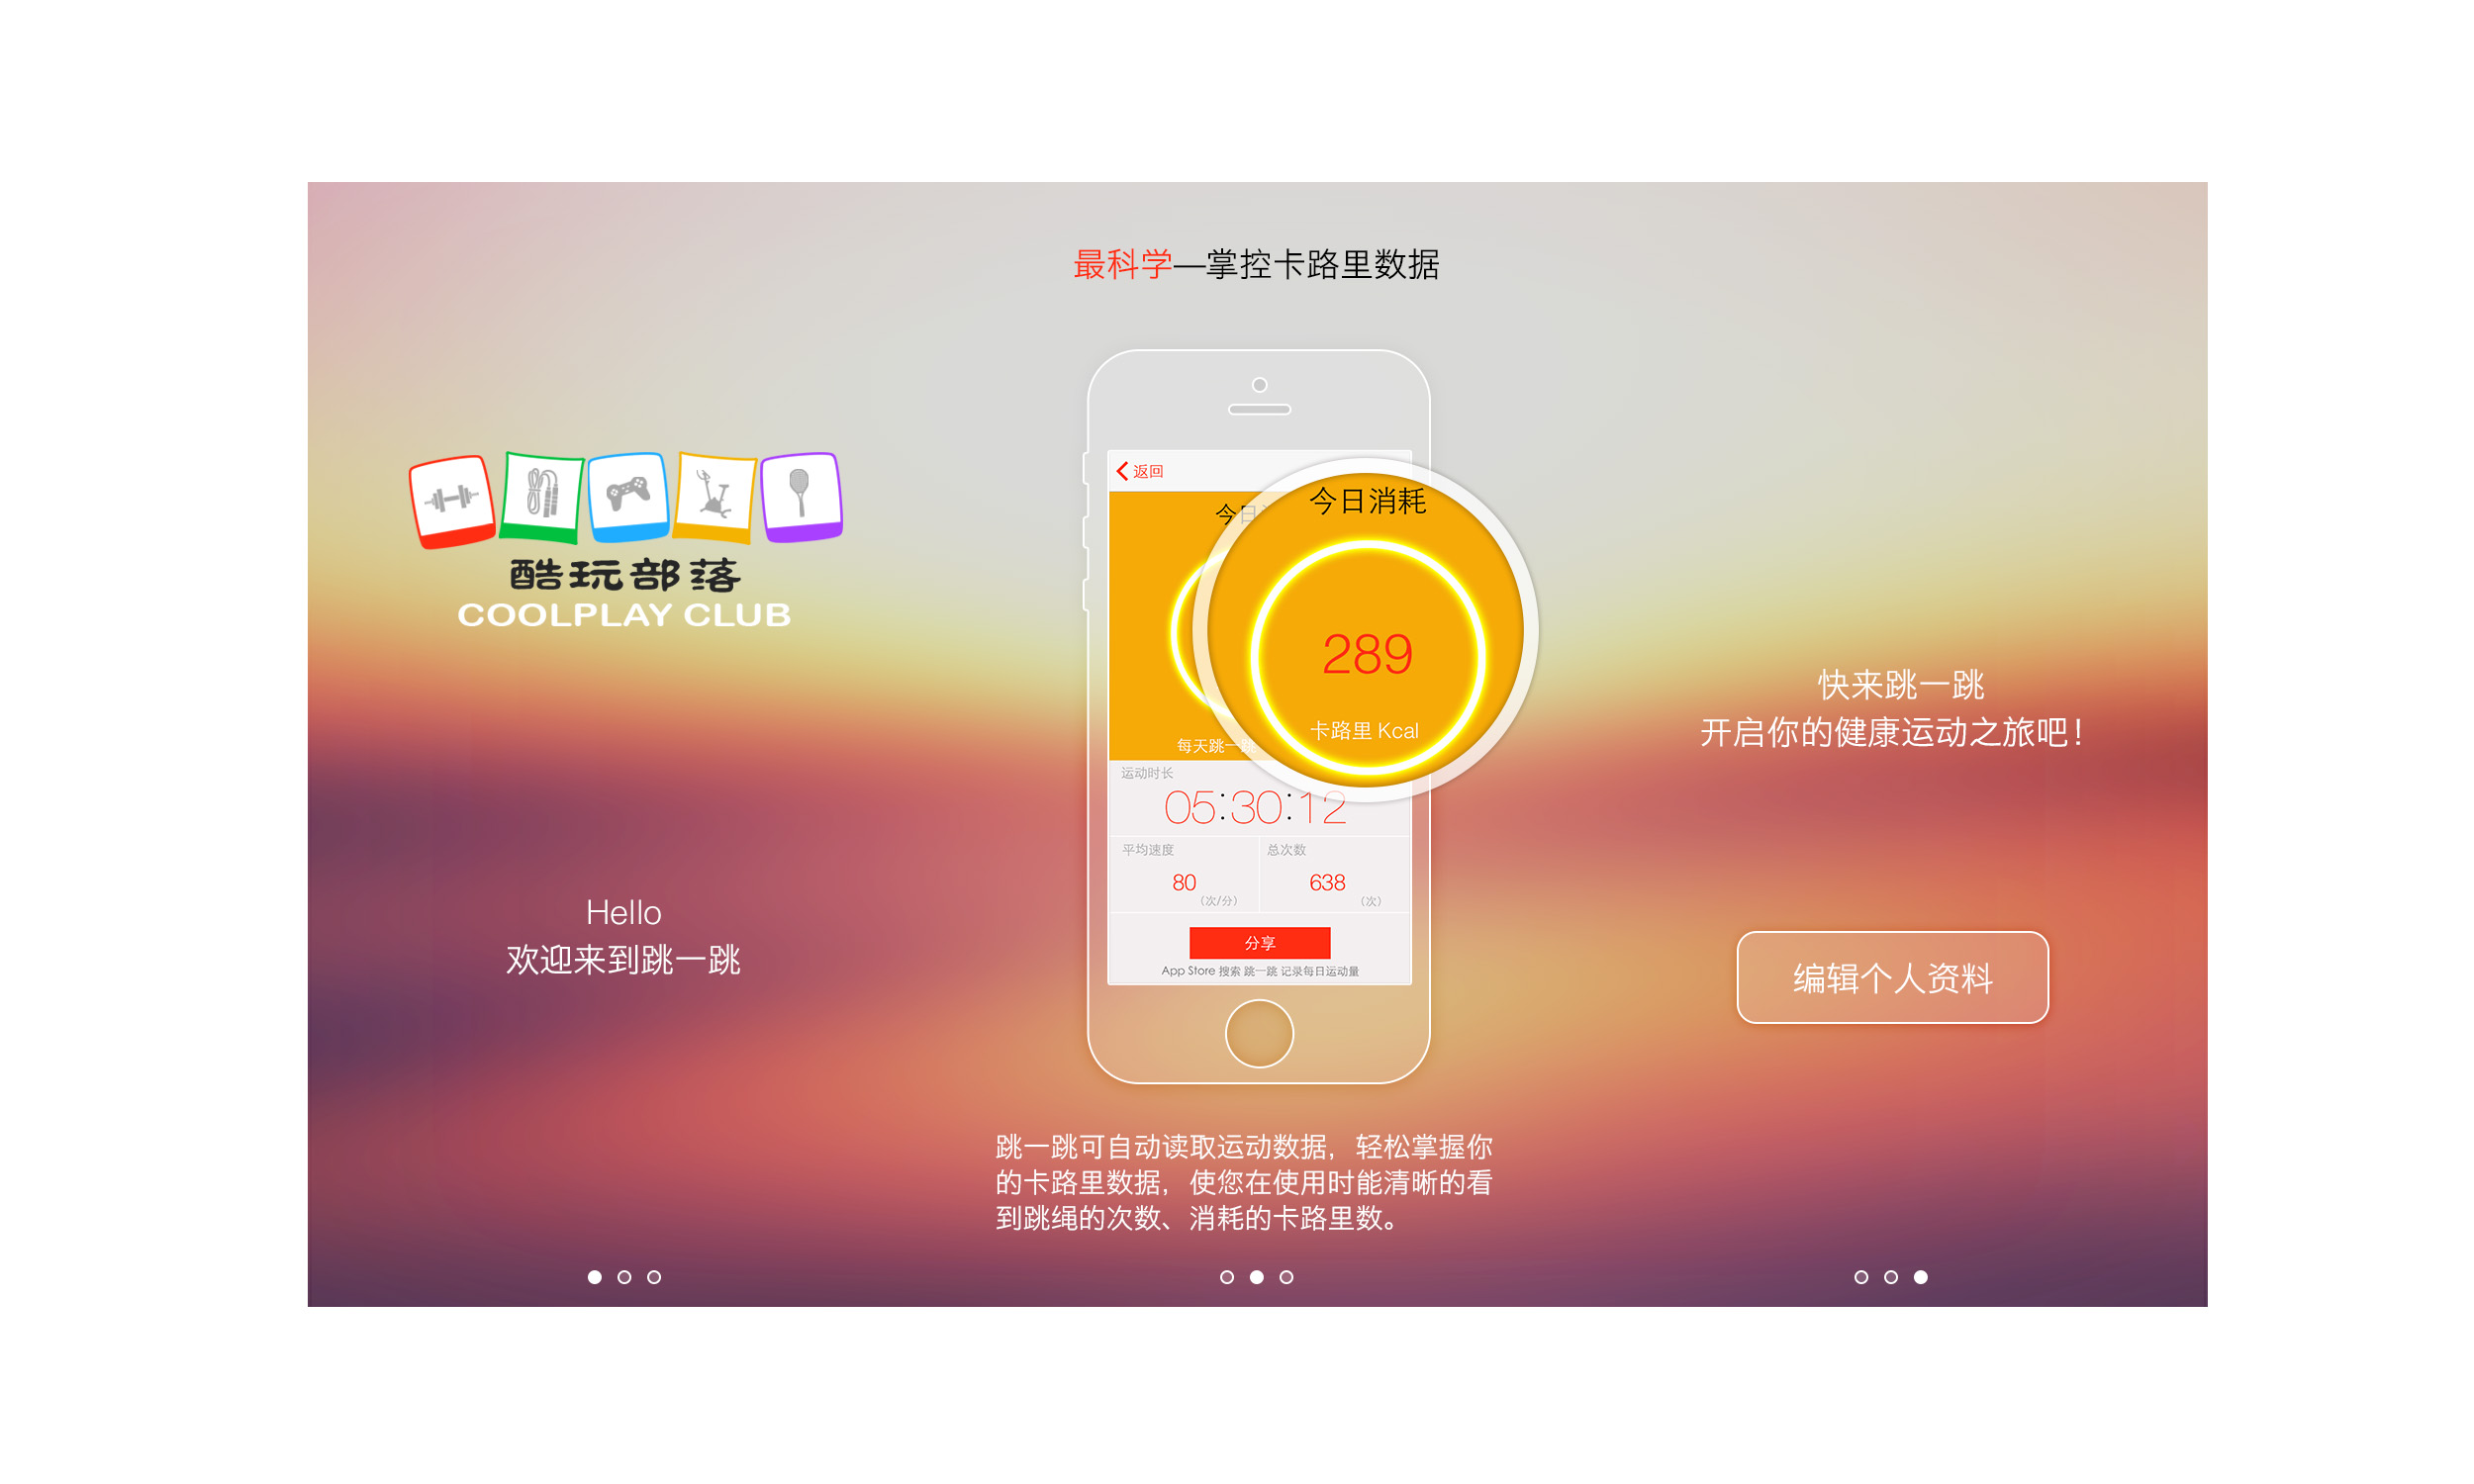 酷玩部落
COOLPLAY CLUB
Hello
欢迎来到跳一跳
最科学—掌控卡路里数据
返回
今日
今日消耗
289
卡路里 Kcal
每天跳一跳
运动时长
05:30:12
平均速度
80
（次/分）
总次数
638
（次）
分享
App Store 搜索 跳一跳 记录每日运动量
跳一跳可自动读取运动数据，轻松掌握你
的卡路里数据，使您在使用时能清晰的看
到跳绳的次数、消耗的卡路里数。
快来跳一跳
开启你的健康运动之旅吧！
编辑个人资料